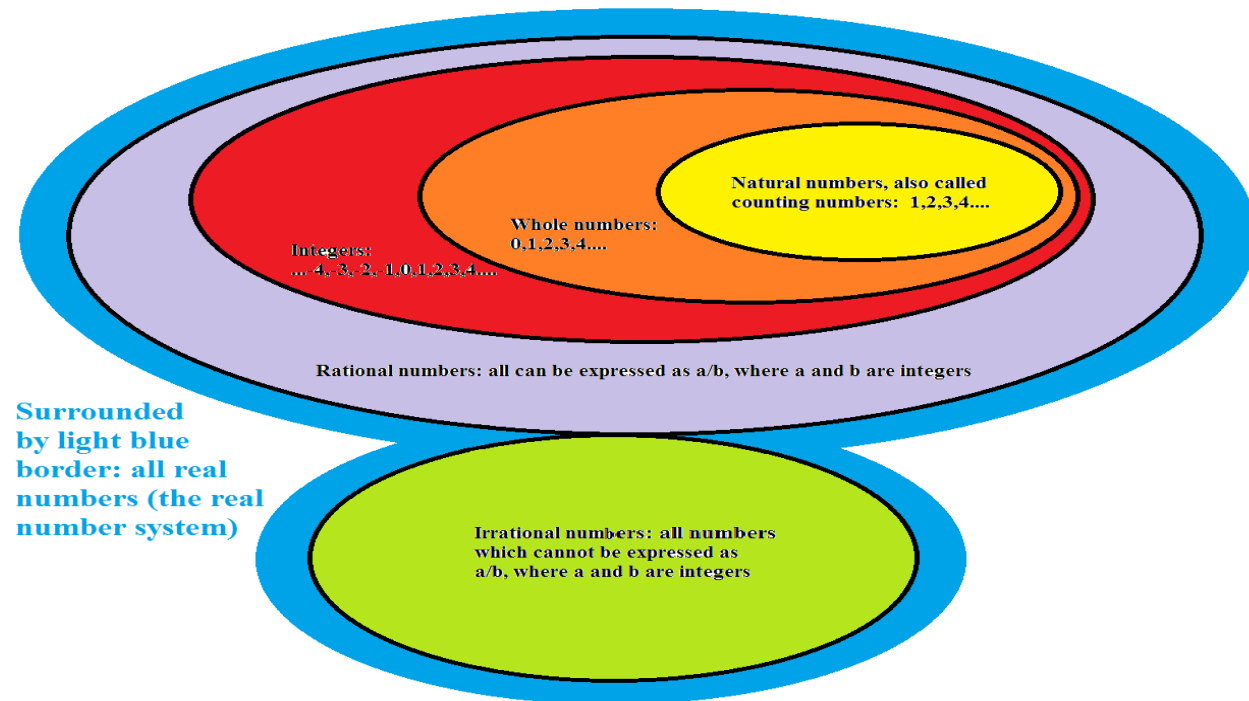 Natural numbers, also called
counting numbers:  1,2,3,4....
Whole numbers:
0,1,2,3,4....
Integers:
...-4,-3,-2,-1,0,1,2,3,4....
Rational numbers: all can be expressed as a/b, where a and b are integers
Surrounded
by light blue
border: all real
numbers (the real
number system)
Irrational numbers: all numbers
which cannot be expressed as
a/b, where a and b are integers